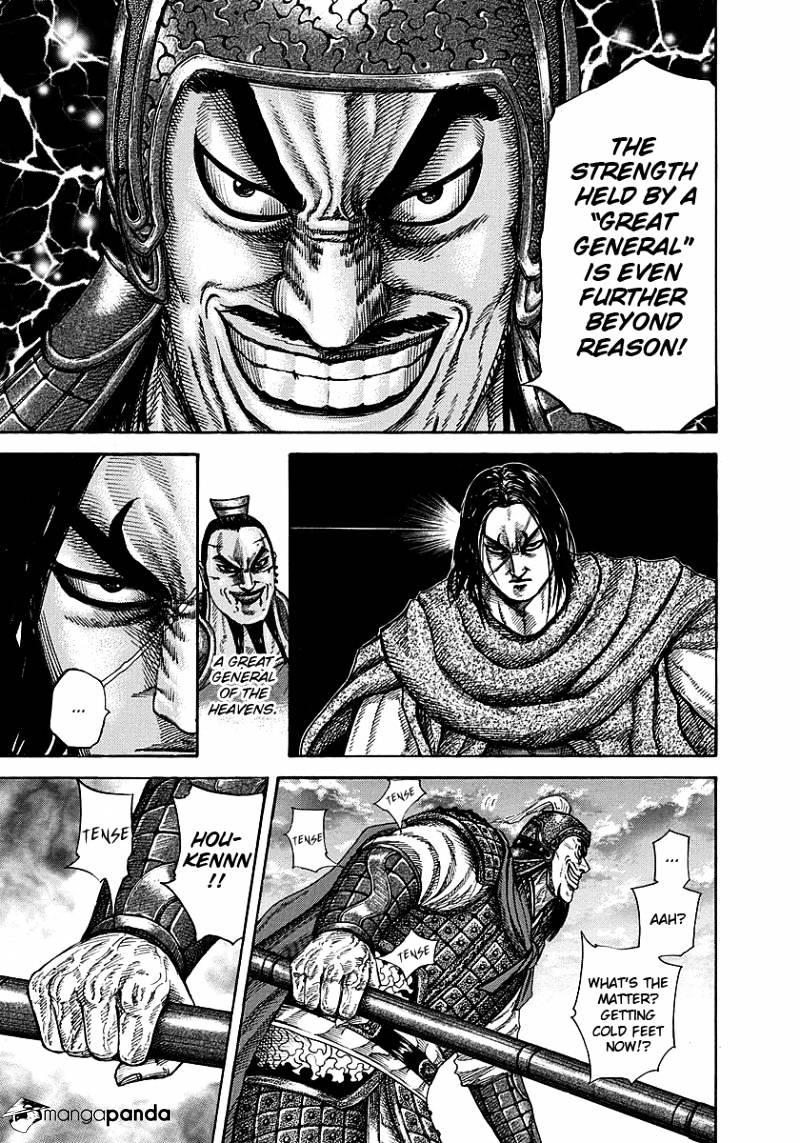 THE
STRENGTH
HELD BY A
"GREAT
GENERAL"
IS EVEN
FURTHER
BEYOND
REASON!
A GREAT
GENERAL
OF THE
HEAVENS.
...
...
AAH?
WHAT'S THE
MATTER?
GETTING
COLD FEET
NOW!?
TENSE
TENSE
TENSE
HOU-
KENNN
!!
TENSE
mangapanda